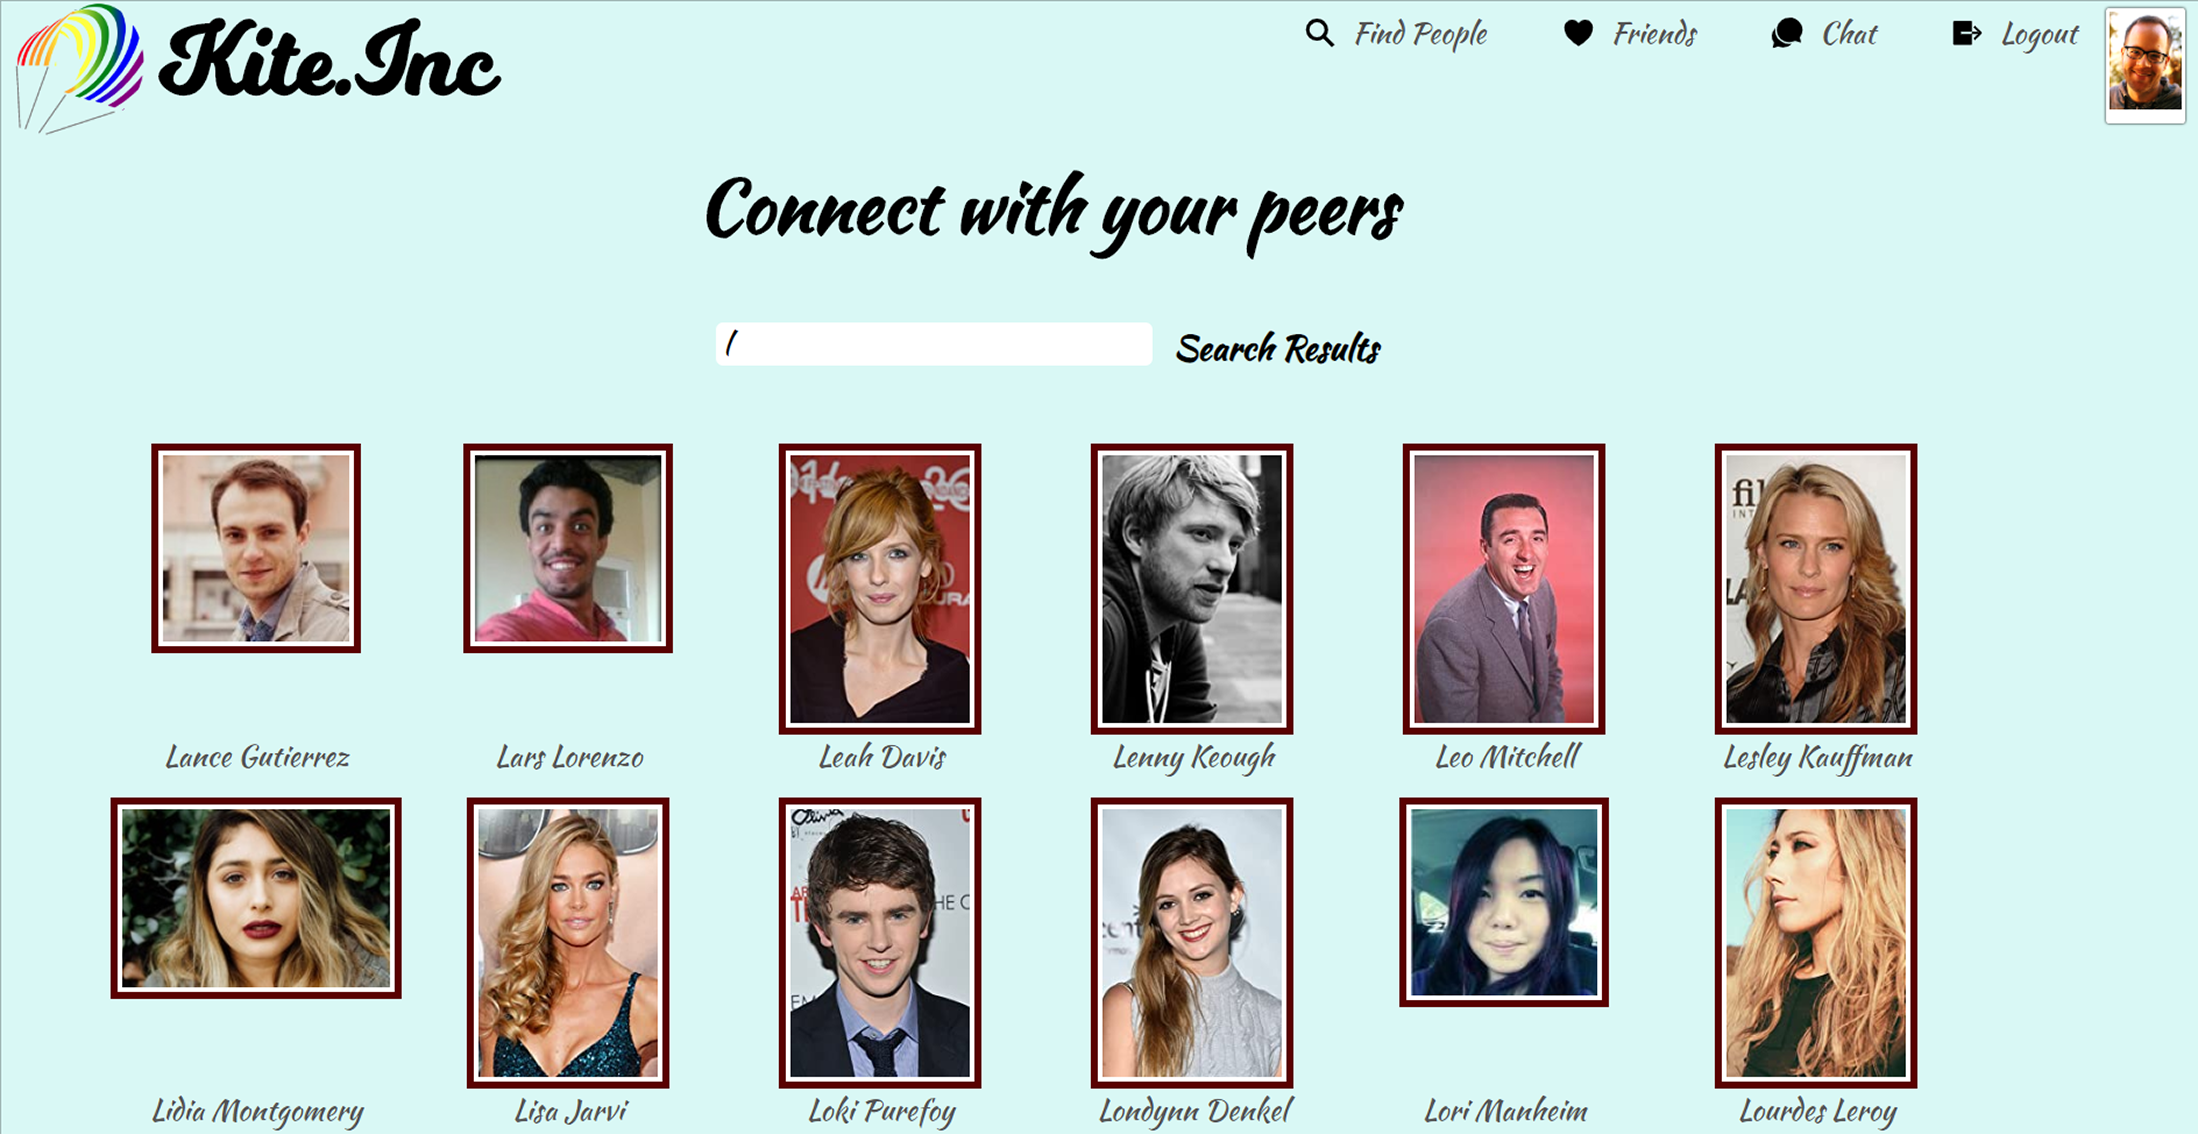 Kite.Inc
Find People
Friends
Chat
Logout
Connect with your peers
l
Search Results
Lance Gutierrez
Lars Lorenzo
Leah Davis
Lenny Keough
Leo Mitchell
Lesley Kauffman
Lidia Montgomery
Lisa Jarvi
Loki Purefoy
Londynn Denkel
Lori Manheim
Lourdes Leroy